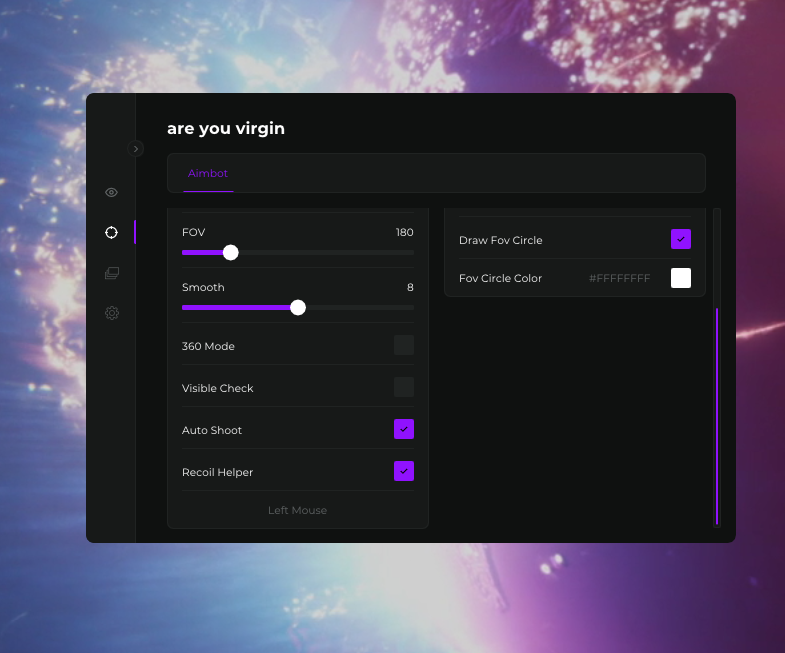 are you virgin
Aimbot
FOV 180
Smooth 8
360 Mode
Visible Check
Auto Shoot
Recoil Helper
Left Mouse
Draw Fov Circle
Fov Circle Color #FFFFFFFF